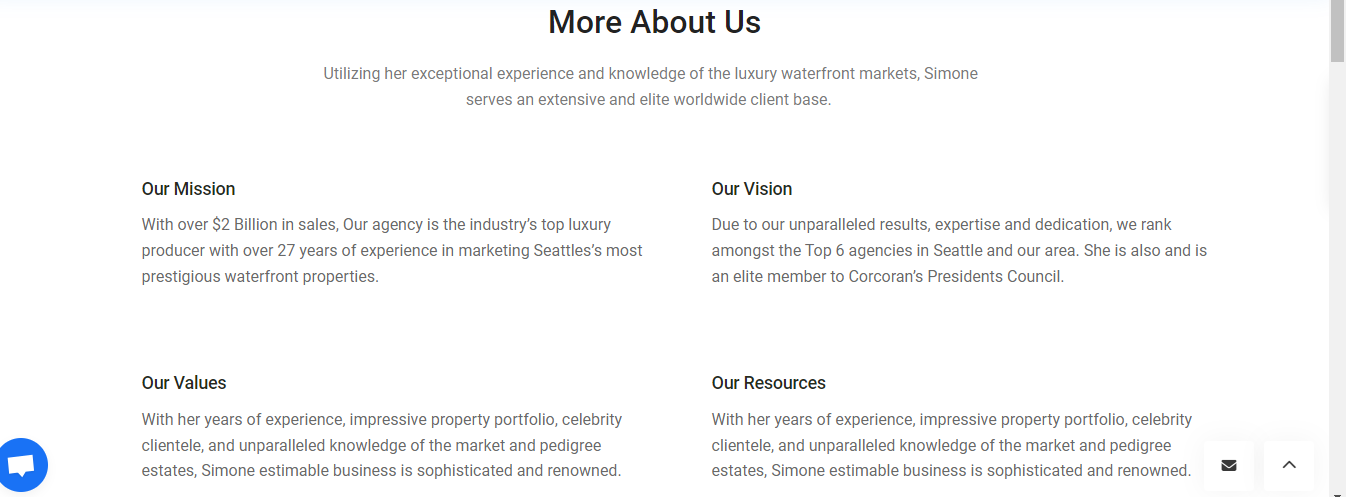 More About Us
Utilizing her exceptional experience and knowledge of the luxury waterfront markets, Simone
serves an extensive and elite worldwide client base.
Our Mission
With over $2 Billion in sales, Our agency is the industry’s top luxury
producer with over 27 years of experience in marketing Seattles’s most
prestigious waterfront properties.
Our Vision
Due to our unparalleled results, expertise and dedication, we rank
amongst the Top 6 agencies in Seattle and our area. She is also and is
an elite member to Corcoran’s Presidents Council.
Our Values
With her years of experience, impressive property portfolio, celebrity
clientele, and unparalleled knowledge of the market and pedigree
estates, Simone estimable business is sophisticated and renowned.
Our Resources
With her years of experience, impressive property portfolio, celebrity
clientele, and unparalleled knowledge of the market and pedigree
estates, Simone estimable business is sophisticated and renowned.